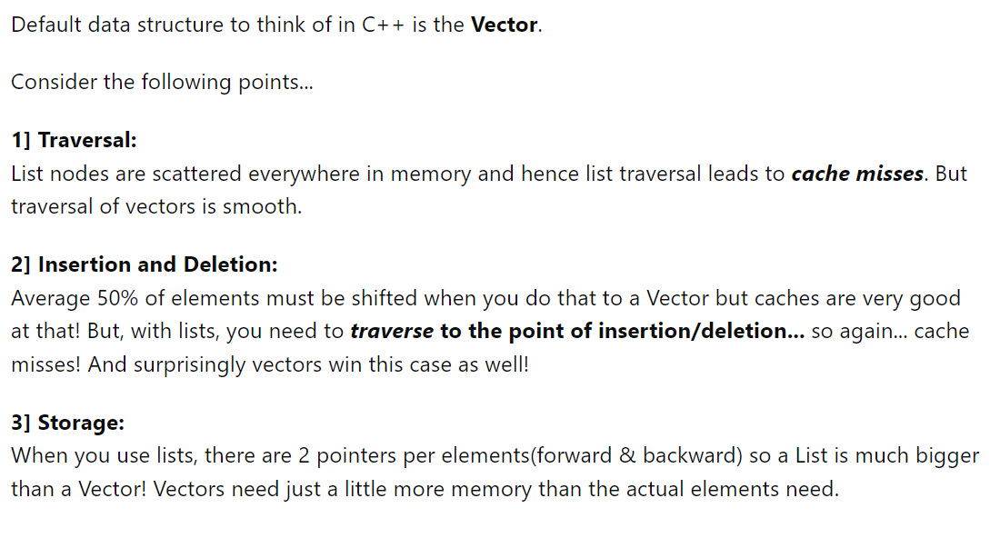 Default data structure to think of in C++ is the Vector.
Consider the following points...
1] Traversal:
List nodes are scattered everywhere in memory and hence list traversal leads to cache misses. But
traversal of vectors is smooth.
2] Insertion and Deletion:
Average 50% of elements must be shifted when you do that to a Vector but caches are very good
at that! But, with lists, you need to traverse to the point of insertion/deletion... so again... cache
misses! And surprisingly vectors win this case as well!
3] Storage:
When you use lists, there are 2 pointers per elements(forward & backward) so a List is much bigger
than a Vector! Vectors need just a little more memory than the actual elements need.